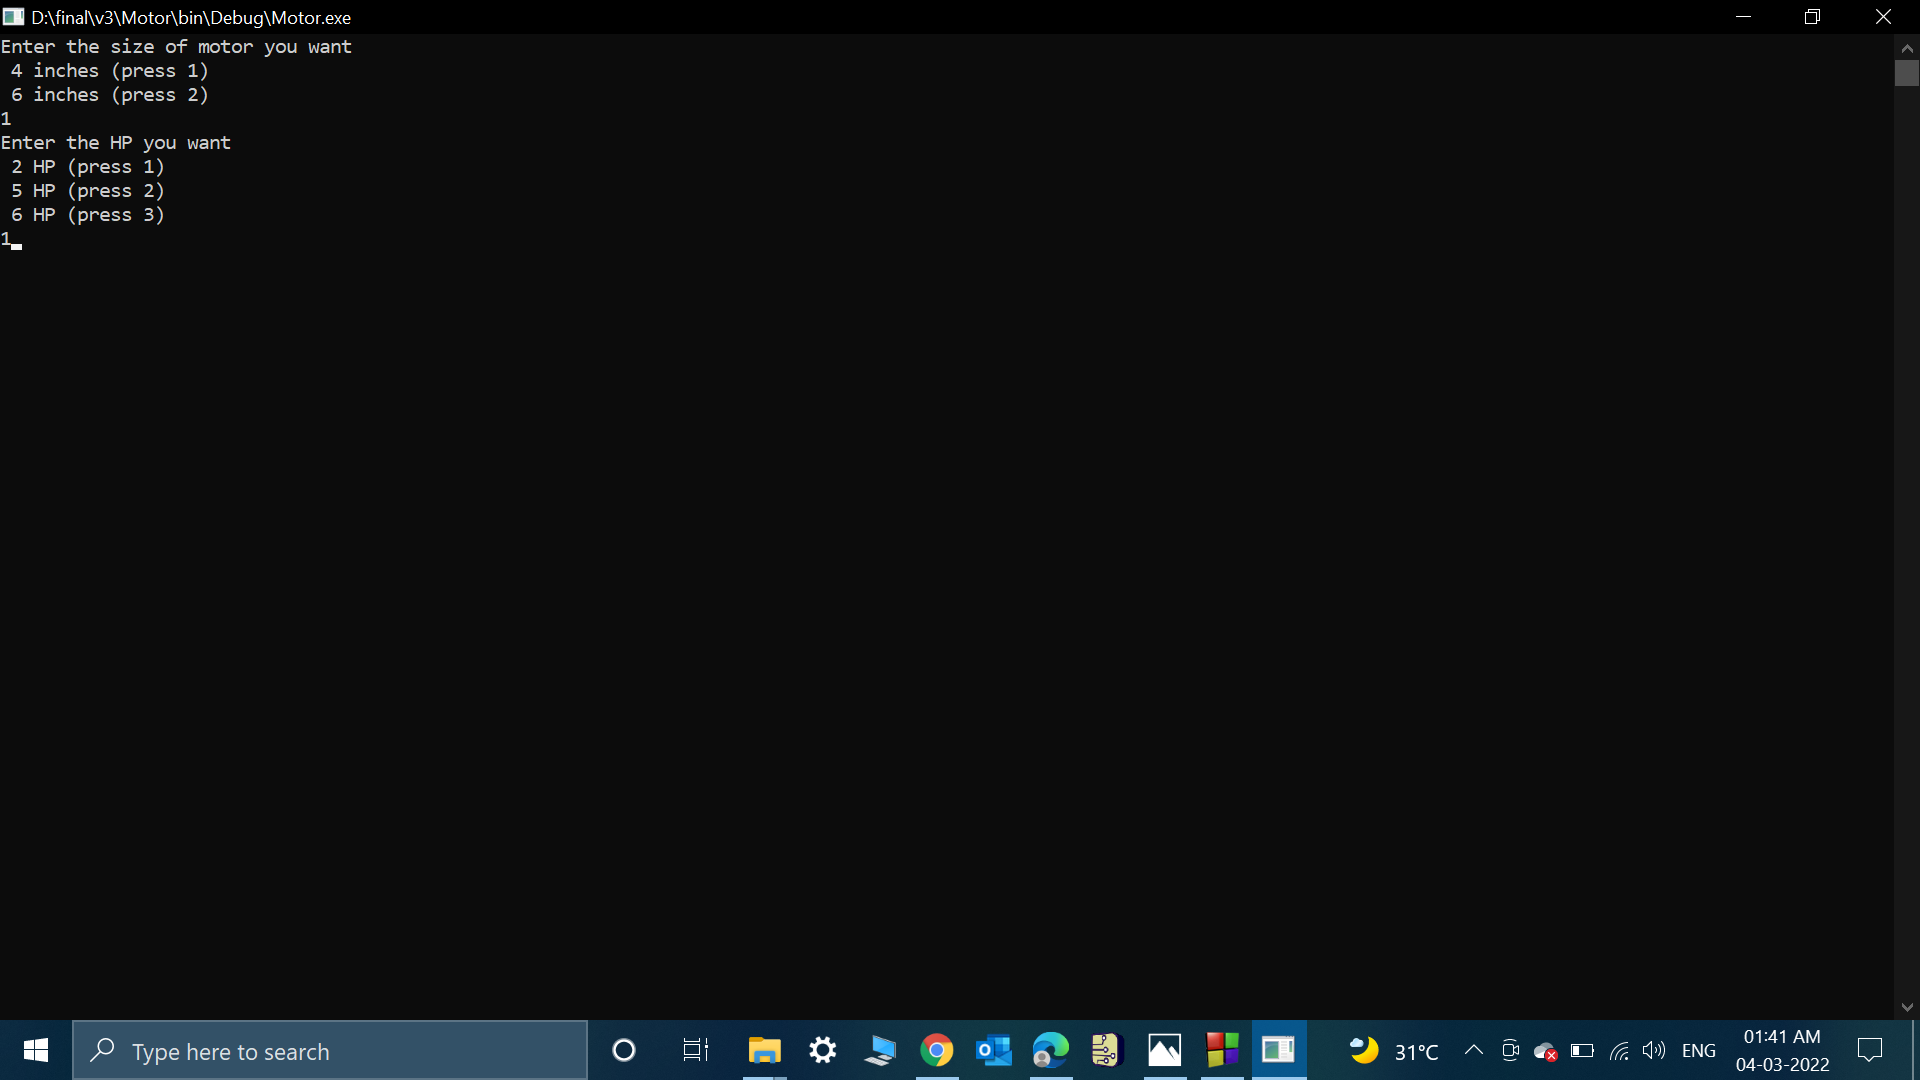 D:\final\v3\Motor\bin\Debug\Motor.exe
Enter the size of motor you want
 4 inches (press 1)
 6 inches (press 2)
1
Enter the HP you want
 2 HP (press 1)
 5 HP (press 2)
 6 HP (press 3)
1
Type here to search
31°C
ENG
01:41 AM
04-03-2022